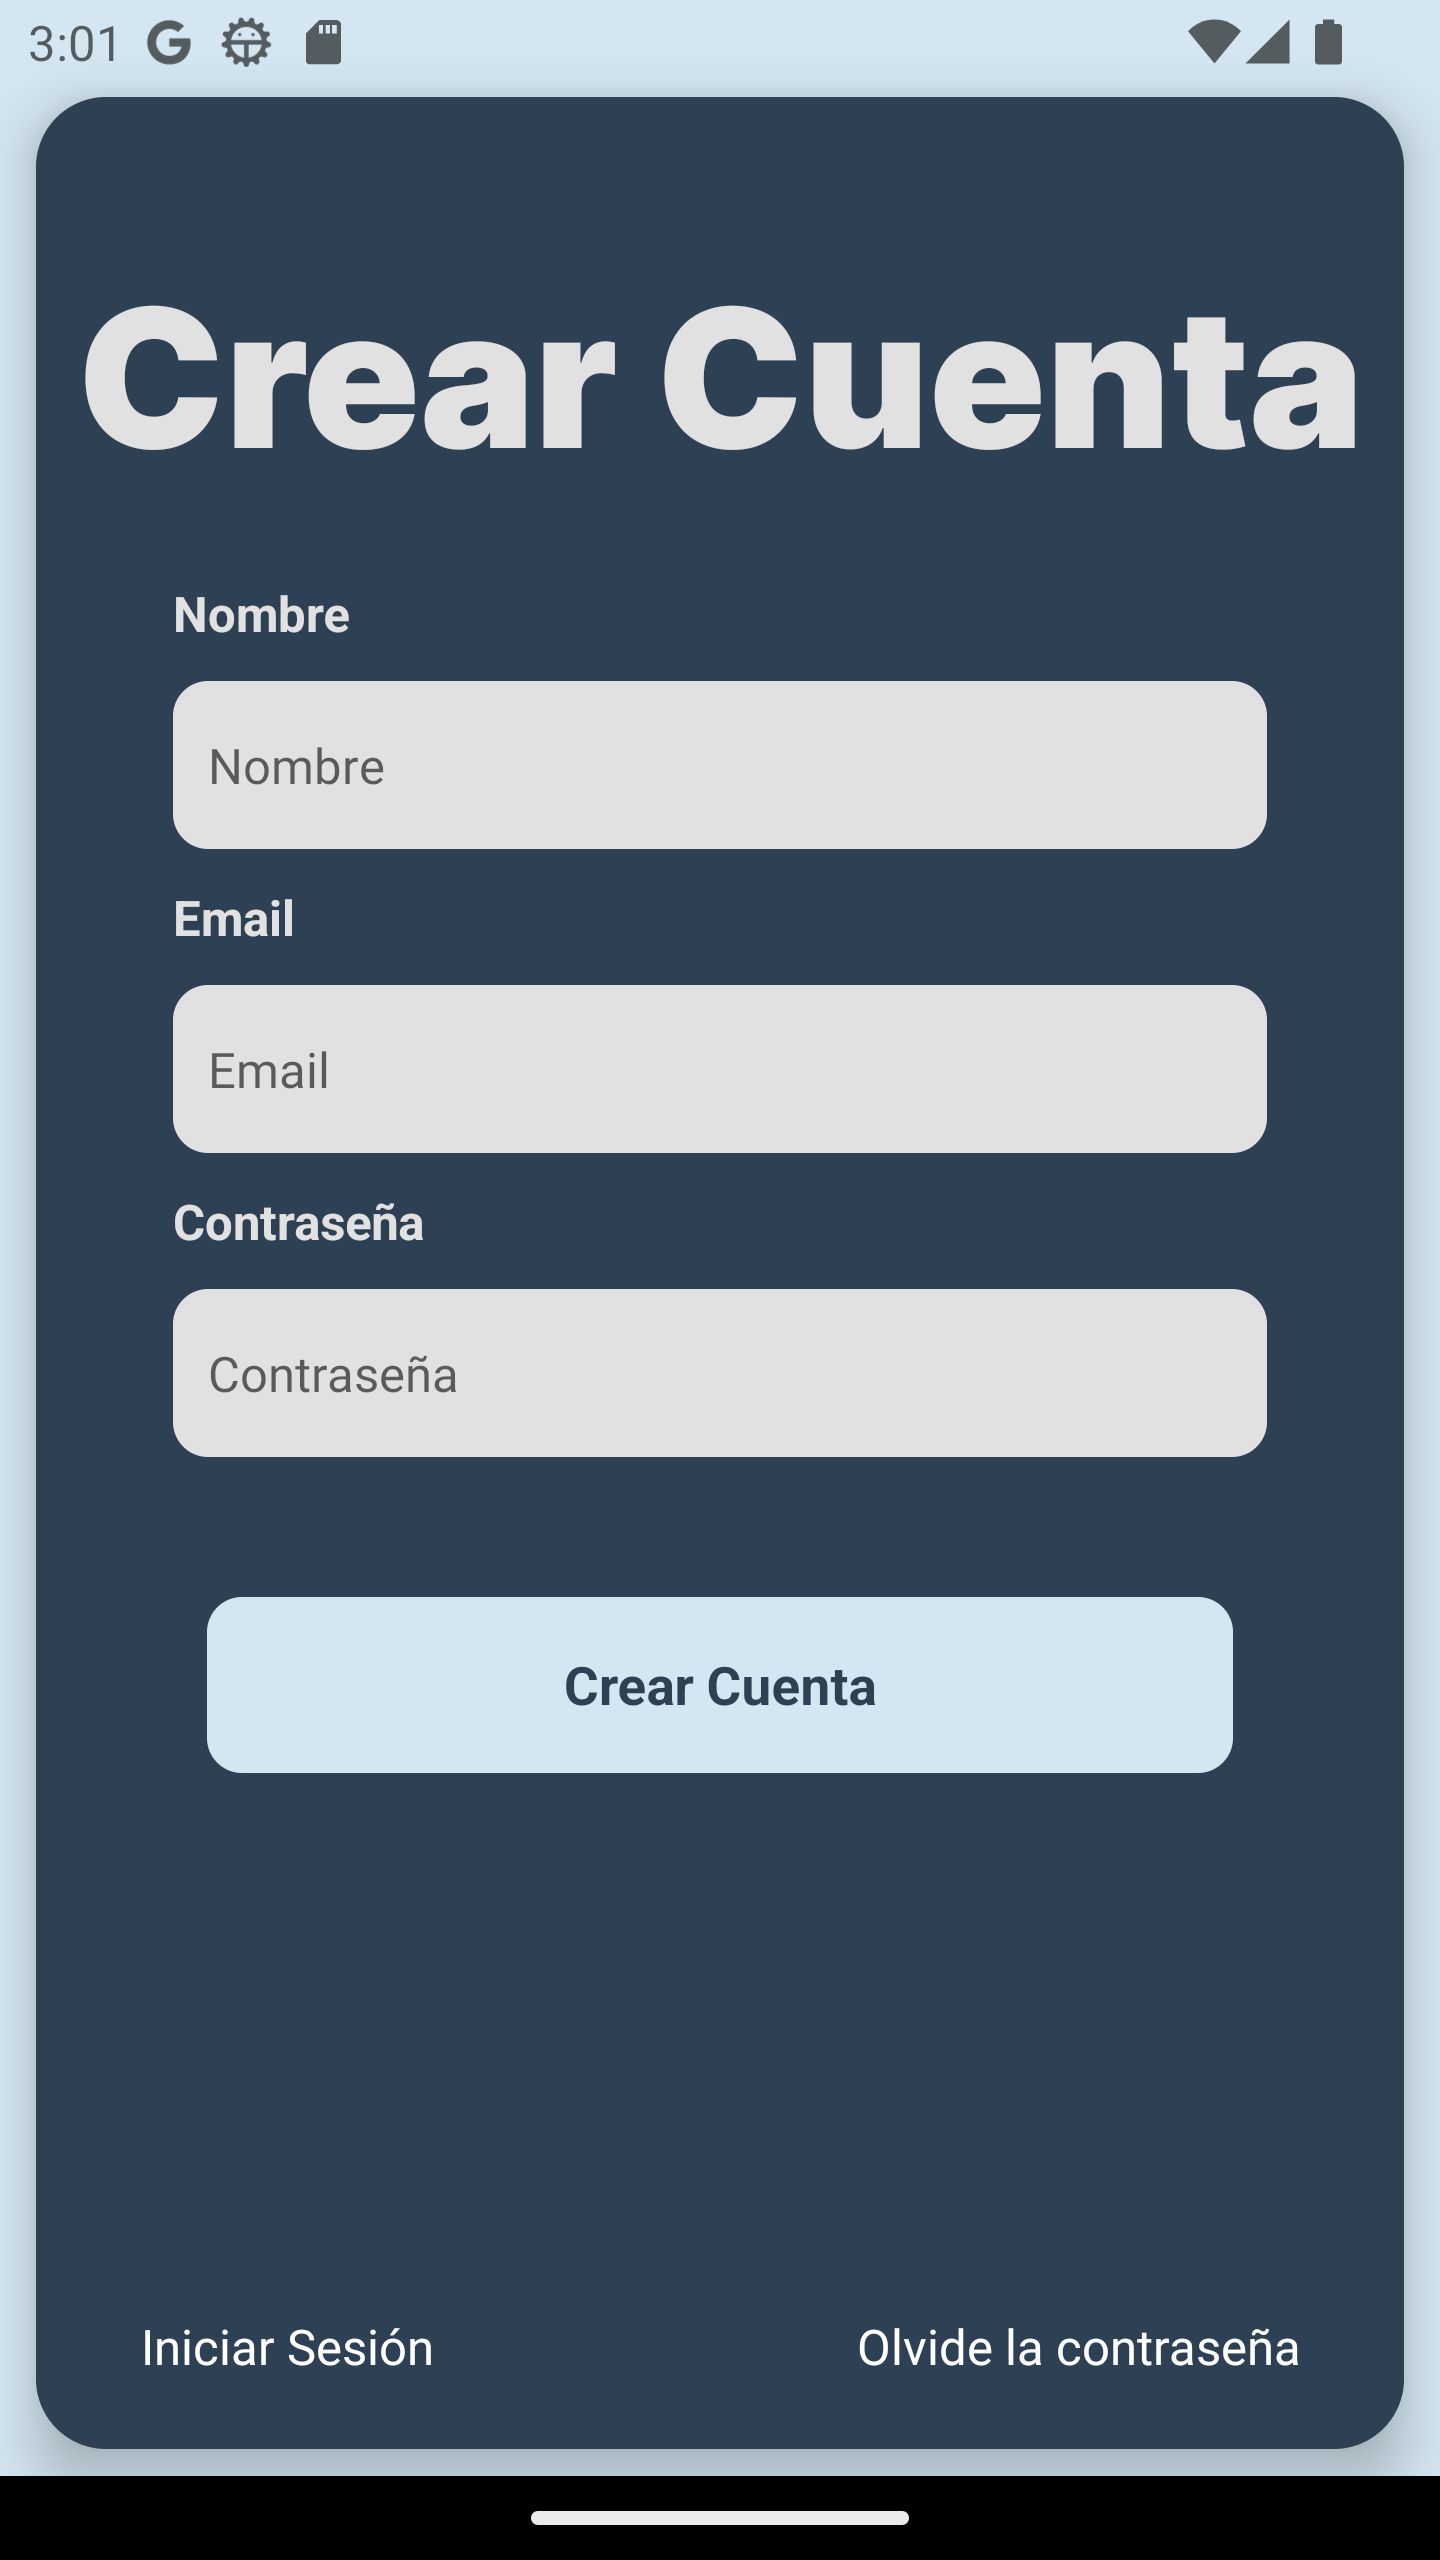 3:01
Crear Cuenta
Nombre
Nombre
Email
Email
Contraseña
Contraseña
Crear Cuenta
Iniciar Sesión
Olvide la contraseña